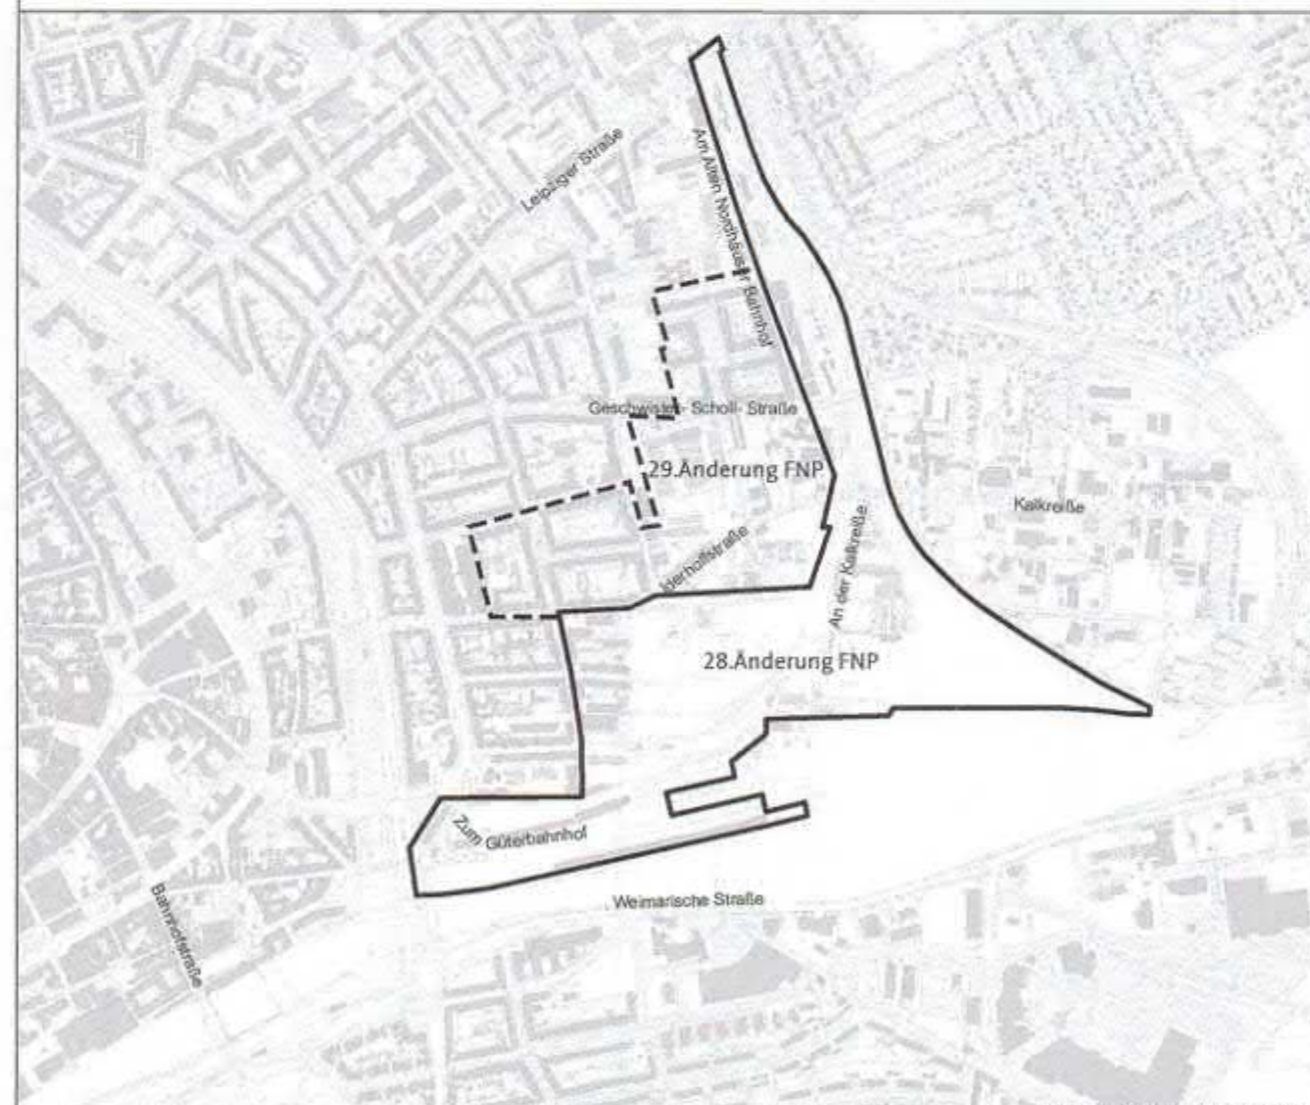 Leipziger Straße
Am Alten Nordhäuser Bahnhof
Geschwister- Scholl- Straße
29.Änderung FNP
Kalkreiße
An der Kalkreiße
lderhoffstraße
28.Änderung FNP
Zum Güterbahnhof
Weimarische Straße
Bahnhofstraße